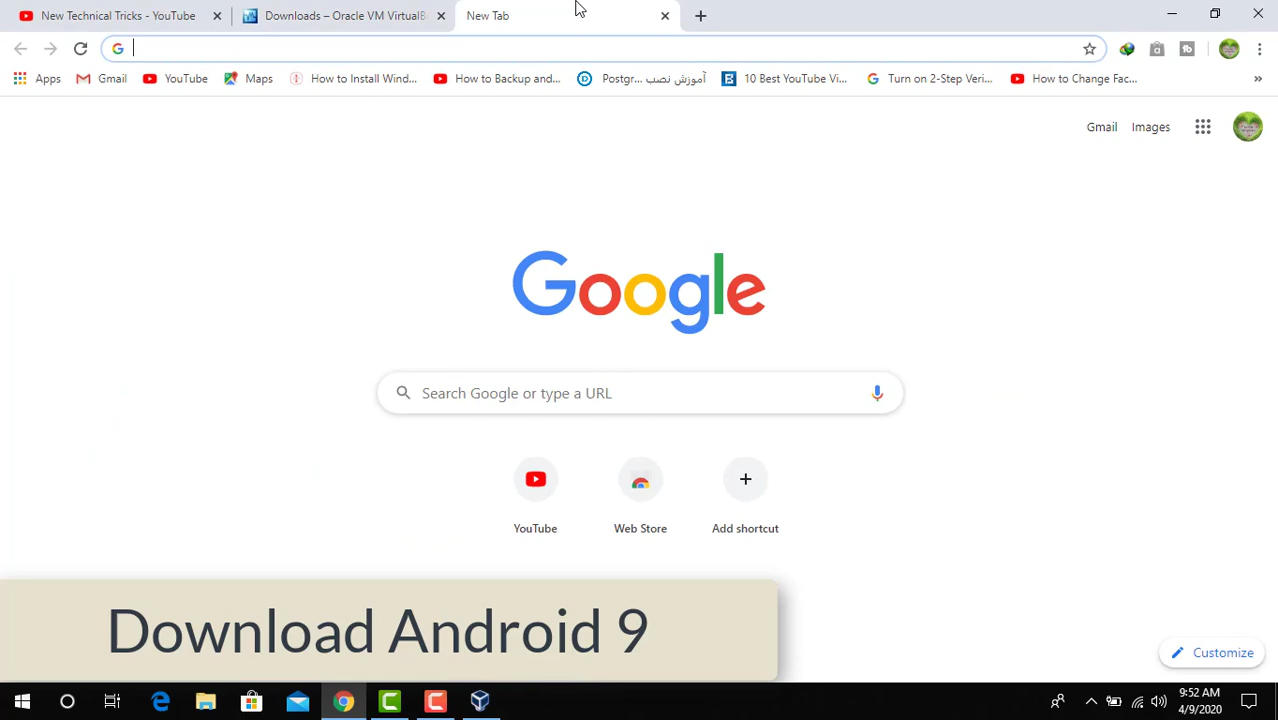 New Technical Tricks - YouTube
Downloads – Oracle VM VirtualB
New Tab
Apps
Gmail
YouTube
Maps
How to Install Wind...
How to Backup and...
Postgr... آموزش نصب
10 Best YouTube Vi...
Turn on 2-Step Veri...
How to Change Fac...
Gmail
Images
Google
Search Google or type a URL
YouTube
Web Store
Add shortcut
Download Android 9
Customize
9:52 AM
4/9/2020